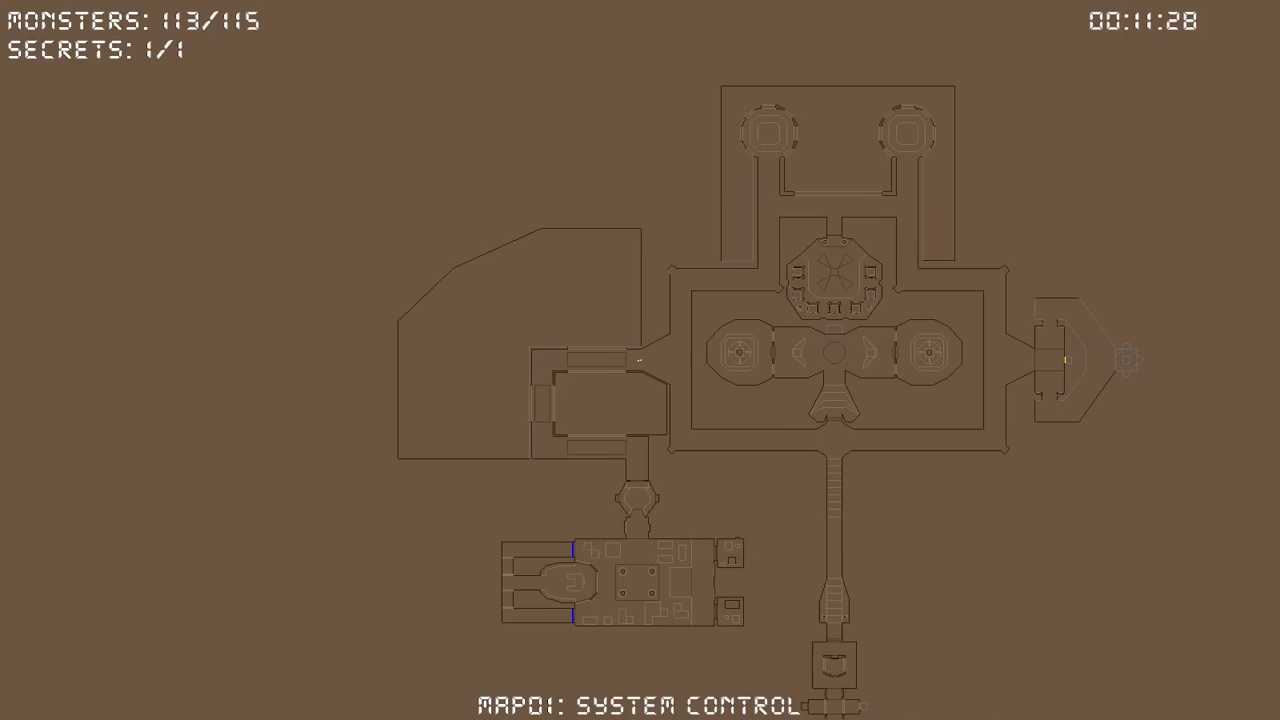 MONSTERS: 113/115
00:11:28
SECRETS: 1/1
MAP01: SYSTEM CONTROL